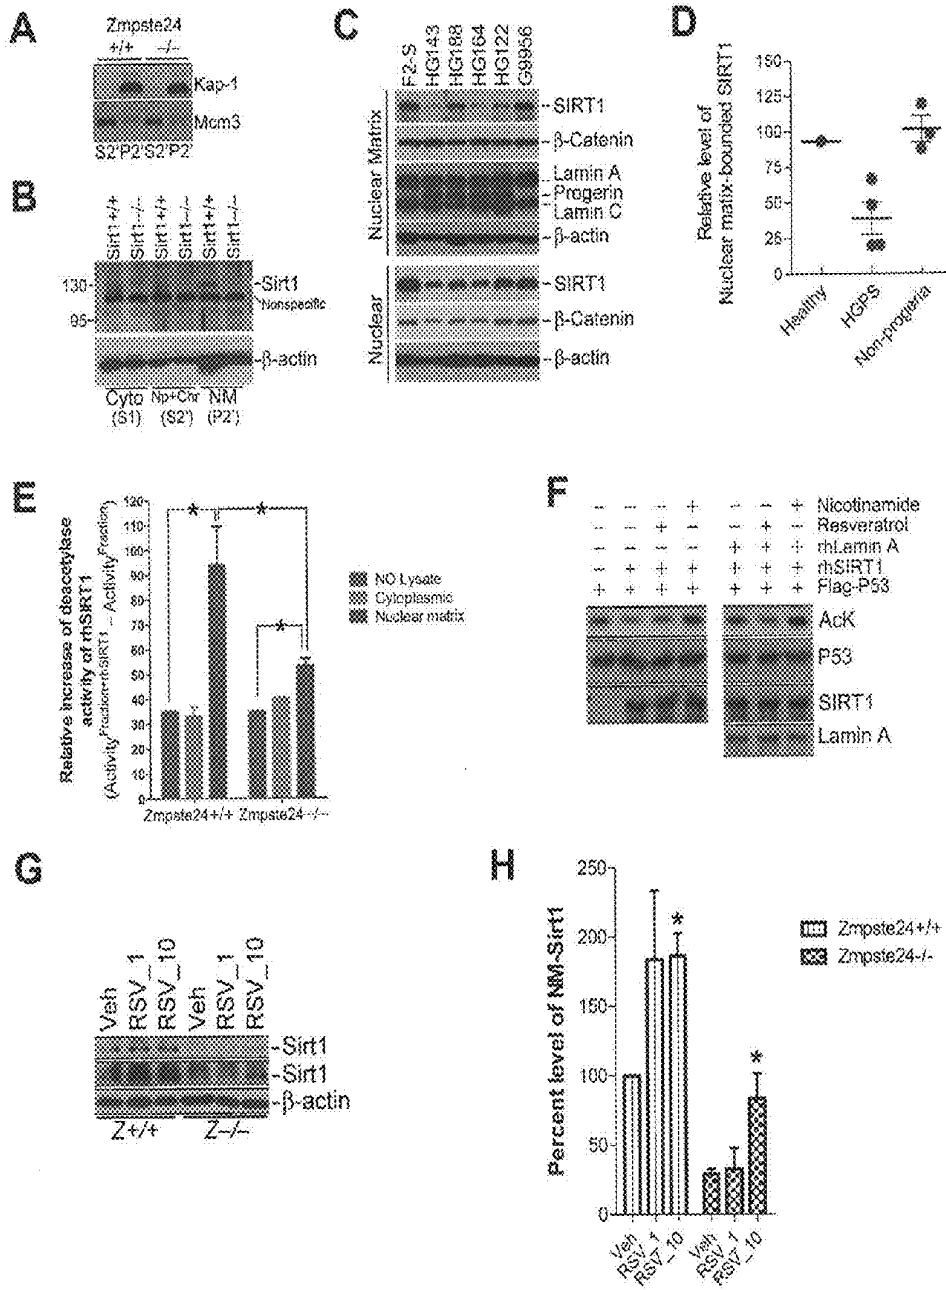 A
Zmpste24
+/+ –/–
Kap-1
Mcm3
S2'P2'S2'P2'
B
Sirt1+/+
Sirt1–/–
Sirt1+/+
Sirt1–/–
Sirt1+/+
Sirt1–/–
130
95
Sirt1
Nonspecific
β-actin
Cyto Np+Chr NM
(S1) (S2') (P2')
C
F2-S
HG143
HG188
HG164
HG122
G9956
Nuclear Matrix
SIRT1
β-Catenin
Lamin A
Progerin
Lamin C
β-actin
Nuclear
SIRT1
β-Catenin
β-actin
D
Relative level of
Nuclear matix-bounded SIRT1
150
125
100
75
50
25
0
Healthy
HGPS
Non-progeria
E
Relative increase of deacetylase
activity of rhSIRT1
(Activity Fraction+rhSIRT1 – Activity Fraction)
120
110
100
90
80
70
60
50
40
30
20
10
0
* *
*
Zmpste24+/+ Zmpste24–/–
NO Lysate
Cytoplasmic
Nuclear matrix
F
– – – + – – + Nicotinamide
– – + – – + – Resveratrol
– – – – + + + rhLamin A
– + + + + + + rhSIRT1
+ + + + + + + Flag-P53
AcK
P53
SIRT1
Lamin A
G
Veh
RSV_1
RSV_10
Veh
RSV_1
RSV_10
Sirt1
Sirt1
β-actin
Z+/+ Z–/–
H
Percent level of NM-Sirt1
250
200
150
100
50
0
*
*
Veh
RSV_1
RSV_10
Veh
RSV_1
RSV_10
Zmpste24+/+
Zmpste24-/-